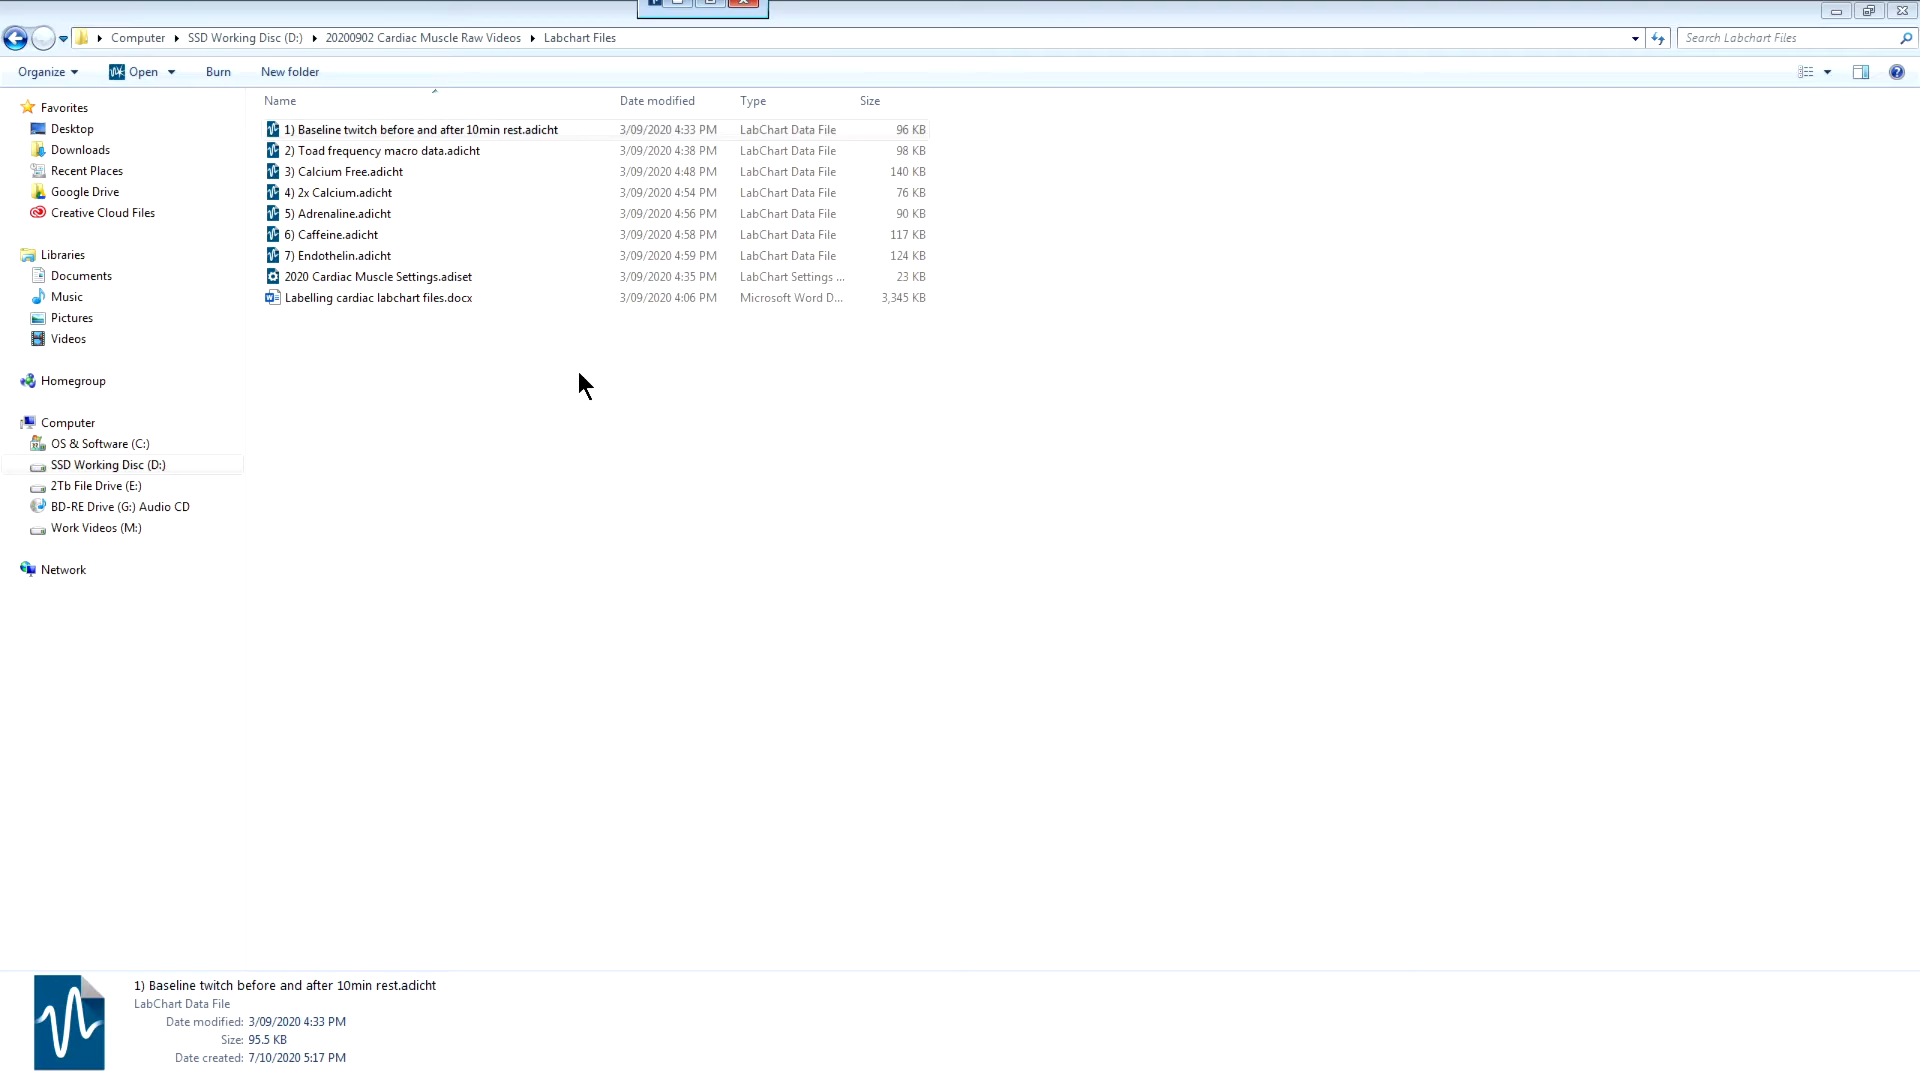 Computer SSD Working Disc (D:) 20200902 Cardiac Muscle Raw Videos Labchart Files
Search Labchart Files
Organize Open Burn New folder
Name Date modified Type Size
Favorites
Desktop
Downloads
Recent Places
Google Drive
Creative Cloud Files
Libraries
Documents
Music
Pictures
Videos
Homegroup
Computer
OS & Software (C:)
SSD Working Disc (D:)
2Tb File Drive (E:)
BD-RE Drive (G:) Audio CD
Work Videos (M:)
Network
1) Baseline twitch before and after 10min rest.adicht 3/09/2020 4:33 PM LabChart Data File 96 KB
2) Toad frequency macro data.adicht 3/09/2020 4:38 PM LabChart Data File 98 KB
3) Calcium Free.adicht 3/09/2020 4:48 PM LabChart Data File 140 KB
4) 2x Calcium.adicht 3/09/2020 4:54 PM LabChart Data File 76 KB
5) Adrenaline.adicht 3/09/2020 4:56 PM LabChart Data File 90 KB
6) Caffeine.adicht 3/09/2020 4:58 PM LabChart Data File 117 KB
7) Endothelin.adicht 3/09/2020 4:59 PM LabChart Data File 124 KB
2020 Cardiac Muscle Settings.adiset 3/09/2020 4:35 PM LabChart Settings ... 23 KB
Labelling cardiac labchart files.docx 3/09/2020 4:06 PM Microsoft Word D... 3,345 KB
1) Baseline twitch before and after 10min rest.adicht
LabChart Data File
Date modified: 3/09/2020 4:33 PM
Size: 95.5 KB
Date created: 7/10/2020 5:17 PM